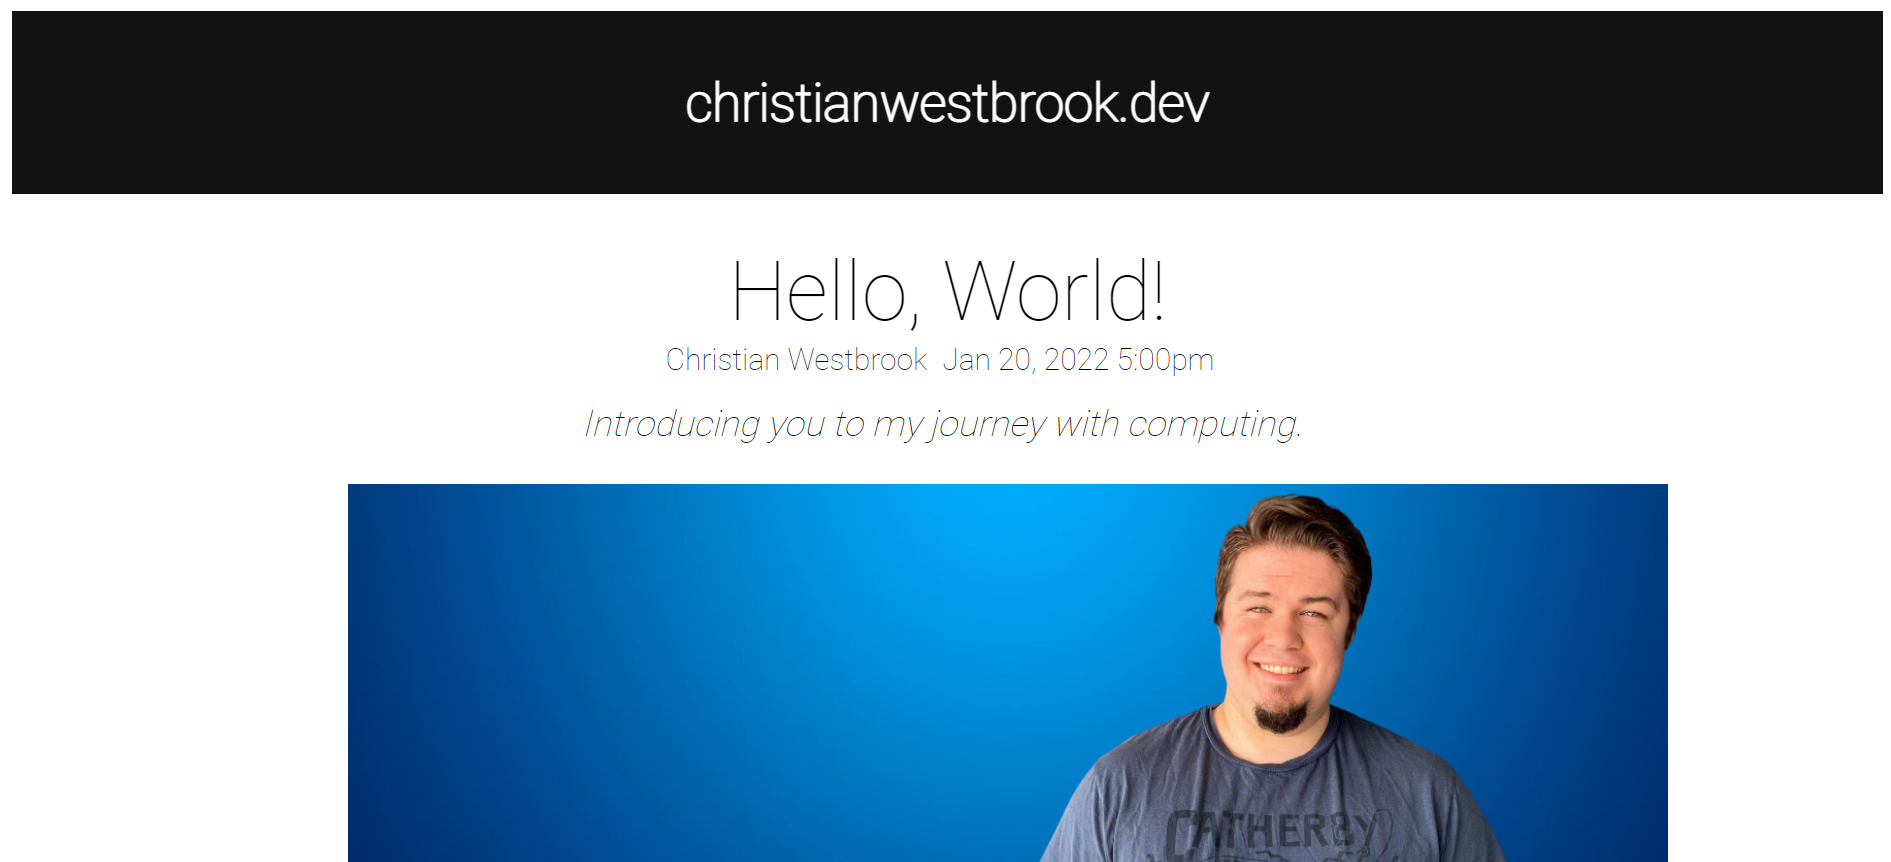 christianwestbrook.dev
Hello, World!
Christian Westbrook Jan 20, 2022 5:00pm
Introducing you to my journey with computing.
CATHERBY